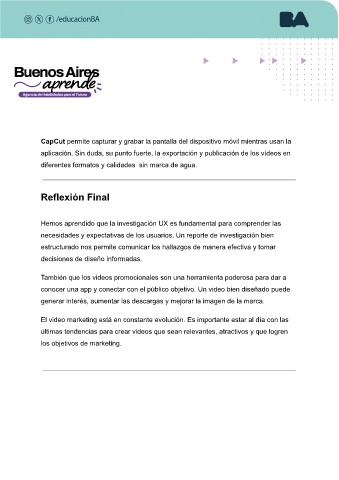 /educacionBA
BA
Buenos Aires
aprende
Agencia de Habilidades para el Futuro
CapCut permite capturar y grabar la pantalla del dispositivo móvil mientras usan la
aplicación. Sin duda, su punto fuerte, la exportación y publicación de los vídeos en
diferentes formatos y calidades sin marca de agua.
Reflexión Final
Hemos aprendido que la investigación UX es fundamental para comprender las
necesidades y expectativas de los usuarios. Un reporte de investigación bien
estructurado nos permite comunicar los hallazgos de manera efectiva y tomar
decisiones de diseño informadas.
También que los videos promocionales son una herramienta poderosa para dar a
conocer una app y conectar con el público objetivo. Un video bien diseñado puede
generar interés, aumentar las descargas y mejorar la imagen de la marca.
El video marketing está en constante evolución. Es importante estar al día con las
últimas tendencias para crear videos que sean relevantes, atractivos y que logren
los objetivos de marketing.